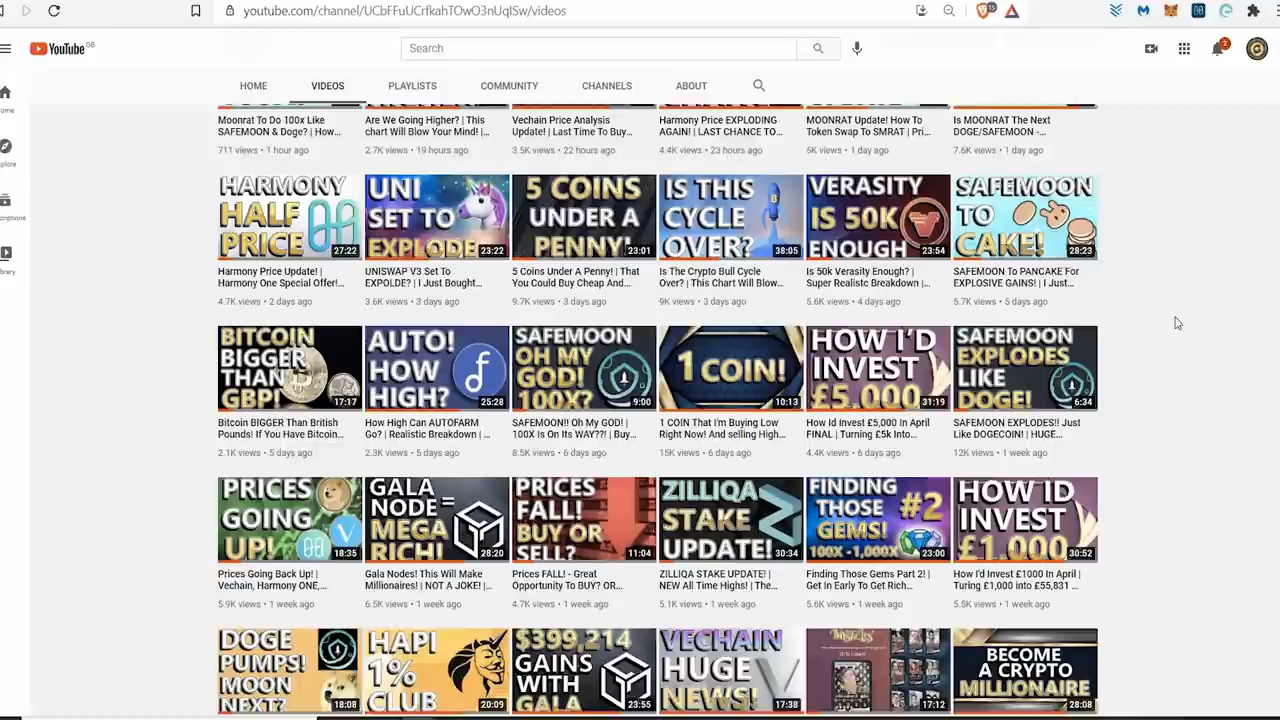 youtube.com/channel/UCbFFuUCrfkahTOwO3nUqISw/videos
15
YouTube GB
Search
2
HOME VIDEOS PLAYLISTS COMMUNITY CHANNELS ABOUT
Moonrat To Do 100x Like
SAFEMOON & Doge? | How...
711 views • 1 hour ago
Are We Going Higher? | This
chart Will Blow Your Mind! |...
2.7K views • 19 hours ago
Vechain Price Analysis
Update! | Last Time To Buy...
3.5K views • 22 hours ago
Harmony Price EXPLODING
AGAIN! | LAST CHANCE TO...
4.4K views • 23 hours ago
MOONRAT Update! How To
Token Swap To SMRAT | Pri...
6K views • 1 day ago
Is MOONRAT The Next
DOGE/SAFEMOON -...
7.6K views • 1 day ago
HARMONY
HALF
PRICE
27:22
Harmony Price Update! |
Harmony One Special Offer!...
4.7K views • 2 days ago
UNI
SET TO
EXPLODE
23:22
UNISWAP V3 Set To
EXPOLDE? | I Just Bought...
3.6K views • 3 days ago
5 COINS
UNDER A
PENNY!
23:01
5 Coins Under A Penny! | That
You Could Buy Cheap And...
9.7K views • 3 days ago
IS THIS
CYCLE
OVER?
38:05
Is The Crypto Bull Cycle
Over? | This Chart Will Blow...
9K views • 3 days ago
VERASITY
IS 50K
ENOUGH
23:54
Is 50k Verasity Enough? |
Super Realistc Breakdown |...
5.6K views • 4 days ago
SAFEMOON
TO
CAKE!
28:23
SAFEMOON To PANCAKE For
EXPLOSIVE GAINS! | I Just...
5.7K views • 5 days ago
BITCOIN
BIGGER
THAN
GBP!
17:17
Bitcoin BIGGER Than British
Pounds! If You Have Bitcoin...
2.1K views • 5 days ago
AUTO!
HOW
HIGH?
25:28
How High Can AUTOFARM
Go? | Realistic Breakdown | ...
2.3K views • 5 days ago
SAFEMOON
OH MY
GOD!
100X?
9:00
SAFEMOON!! Oh My GOD! |
100X Is On Its WAY??! | Buy...
8.5K views • 6 days ago
1 COIN!
10:13
1 COIN That I'm Buying Low
Right Now! And selling High...
15K views • 6 days ago
HOW I'D
INVEST
£5,000
31:19
How Id Invest £5,000 In April
FINAL | Turning £5k Into...
4.4K views • 6 days ago
SAFEMOON
EXPLODES
LIKE
DOGE!
6:34
SAFEMOON EXPLODES!! Just
Like DOGECOIN! | HUGE...
12K views • 1 week ago
PRICES
GOING
UP!
18:35
Prices Going Back Up! |
Vechain, Harmony ONE,...
5.9K views • 1 week ago
GALA
NODE =
MEGA
RICH!
28:20
Gala Nodes! This Will Make
Millionaires! | NOT A JOKE! |...
6.5K views • 1 week ago
PRICES
FALL!
BUY OR
SELL?
11:04
Prices FALL! - Great
Opportunity To BUY? OR...
4.7K views • 1 week ago
ZILLIQA
STAKE
UPDATE!
30:34
ZILLIQA STAKE UPDATE! |
NEW All Time Highs! | The...
5.1K views • 1 week ago
FINDING
THOSE #2
GEMS!
100X -1,000X
23:00
Finding Those Gems Part 2! |
Get In Early To Get Rich...
5.6K views • 1 week ago
HOW ID
INVEST
£1,000
30:52
How I'd Invest £1000 In April |
Turing £1,000 into £55,831 ...
5.5K views • 1 week ago
DOGE
PUMPS!
MOON
NEXT?
18:08
HAPI
1%
CLUB
20:09
$399,214
GAINS
WITH
GALA
23:55
VECHAIN
HUGE
NEWS!
17:38
17:12
BECOME
A CRYPTO
MILLIONAIRE
28:08